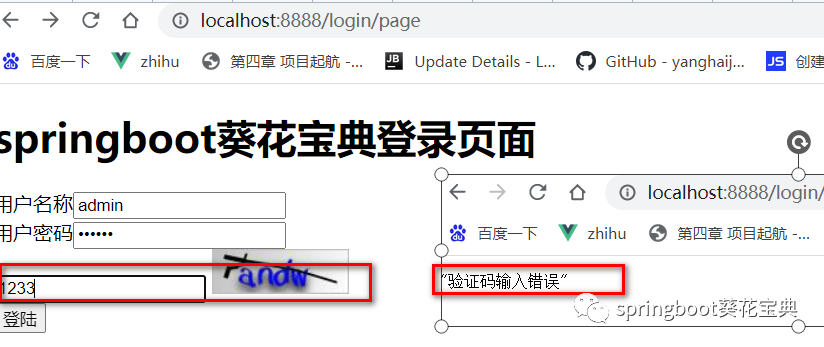 localhost:8888/login/page
百度一下 zhihu 第四章 项目起航 -... Update Details - L... GitHub - yanghaij... 创建
springboot葵花宝典登录页面
用户名称 admin
用户密码 ••••••
1233
登陆
localhost:8888/login/
百度一下 zhihu 第四章 项目起航 -...
"验证码输入错误"
springboot葵花宝典